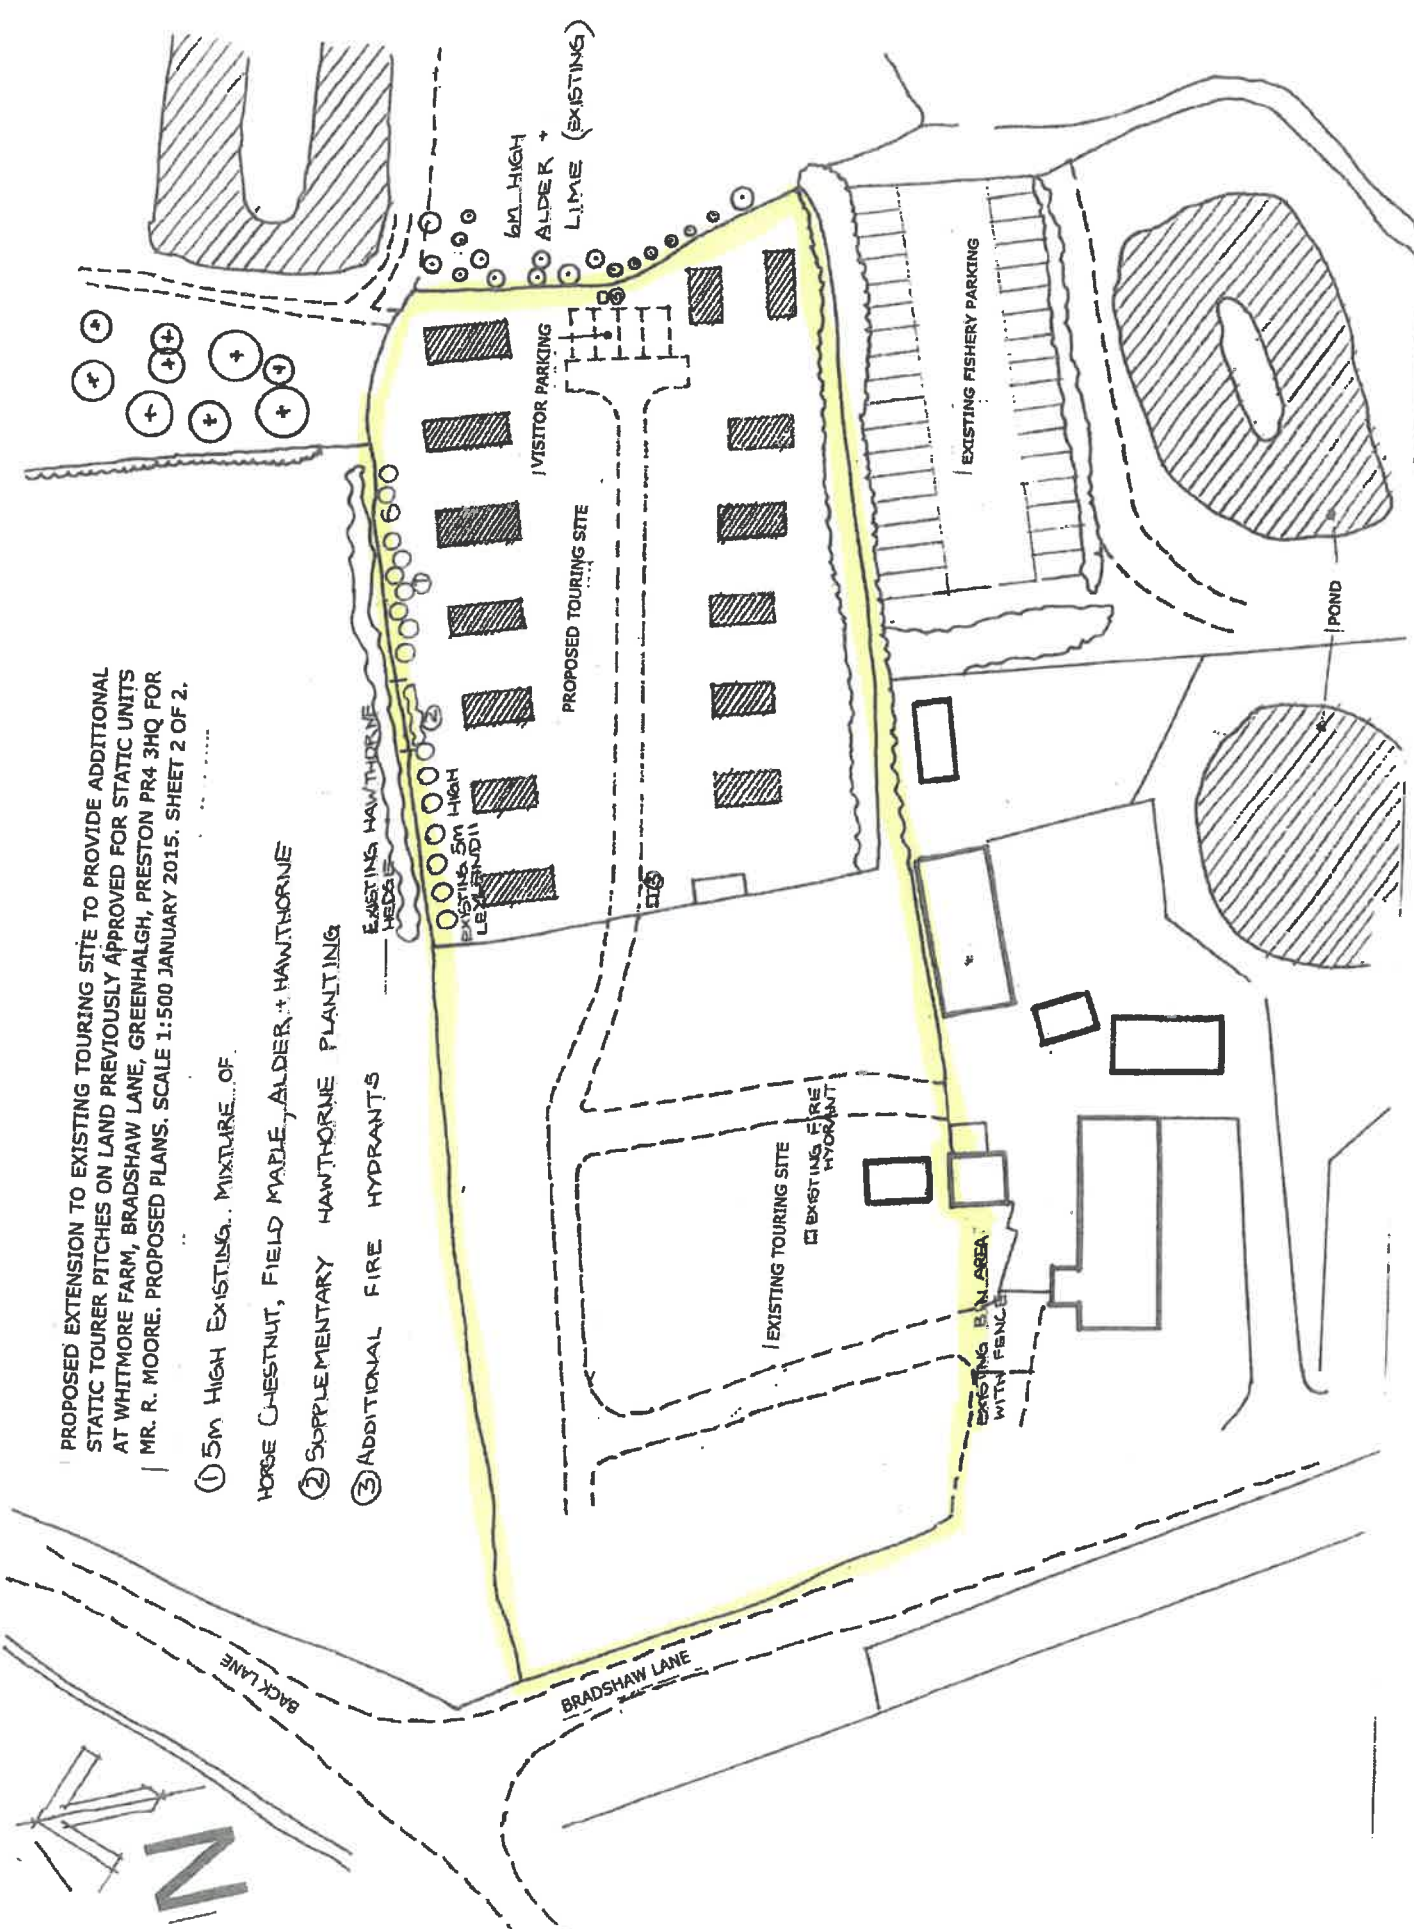 PROPOSED EXTENSION TO EXISTING TOURING SITE TO PROVIDE ADDITIONAL
STATIC TOURER PITCHES ON LAND PREVIOUSLY APPROVED FOR STATIC UNITS
AT WHITMORE FARM, BRADSHAW LANE, GREENHALGH, PRESTON PR4 3HQ FOR
MR. R. MOORE. PROPOSED PLANS. SCALE 1:500 JANUARY 2015. SHEET 2 OF 2.
① 5M HIGH EXISTING.. MIXTURE OF
HORSE CHESTNUT, FIELD MAPLE, ALDER, + HAWTHORNE
② SUPPLEMENTARY HAWTHORNE PLANTING
③ ADDITIONAL FIRE HYDRANTS
EXISTING HAWTHORNE
HEDGE
EXISTING 5M HIGH
LEYLANDII
①
②
6M HIGH
ALDER +
LIME (EXISTING)
VISITOR PARKING
PROPOSED TOURING SITE
③
③
EXISTING FISHERY PARKING
POND
EXISTING TOURING SITE
EXISTING FIRE
HYDRANT
EXISTING BIN AREA
WITH FENCE
BACK LANE
BRADSHAW LANE
N